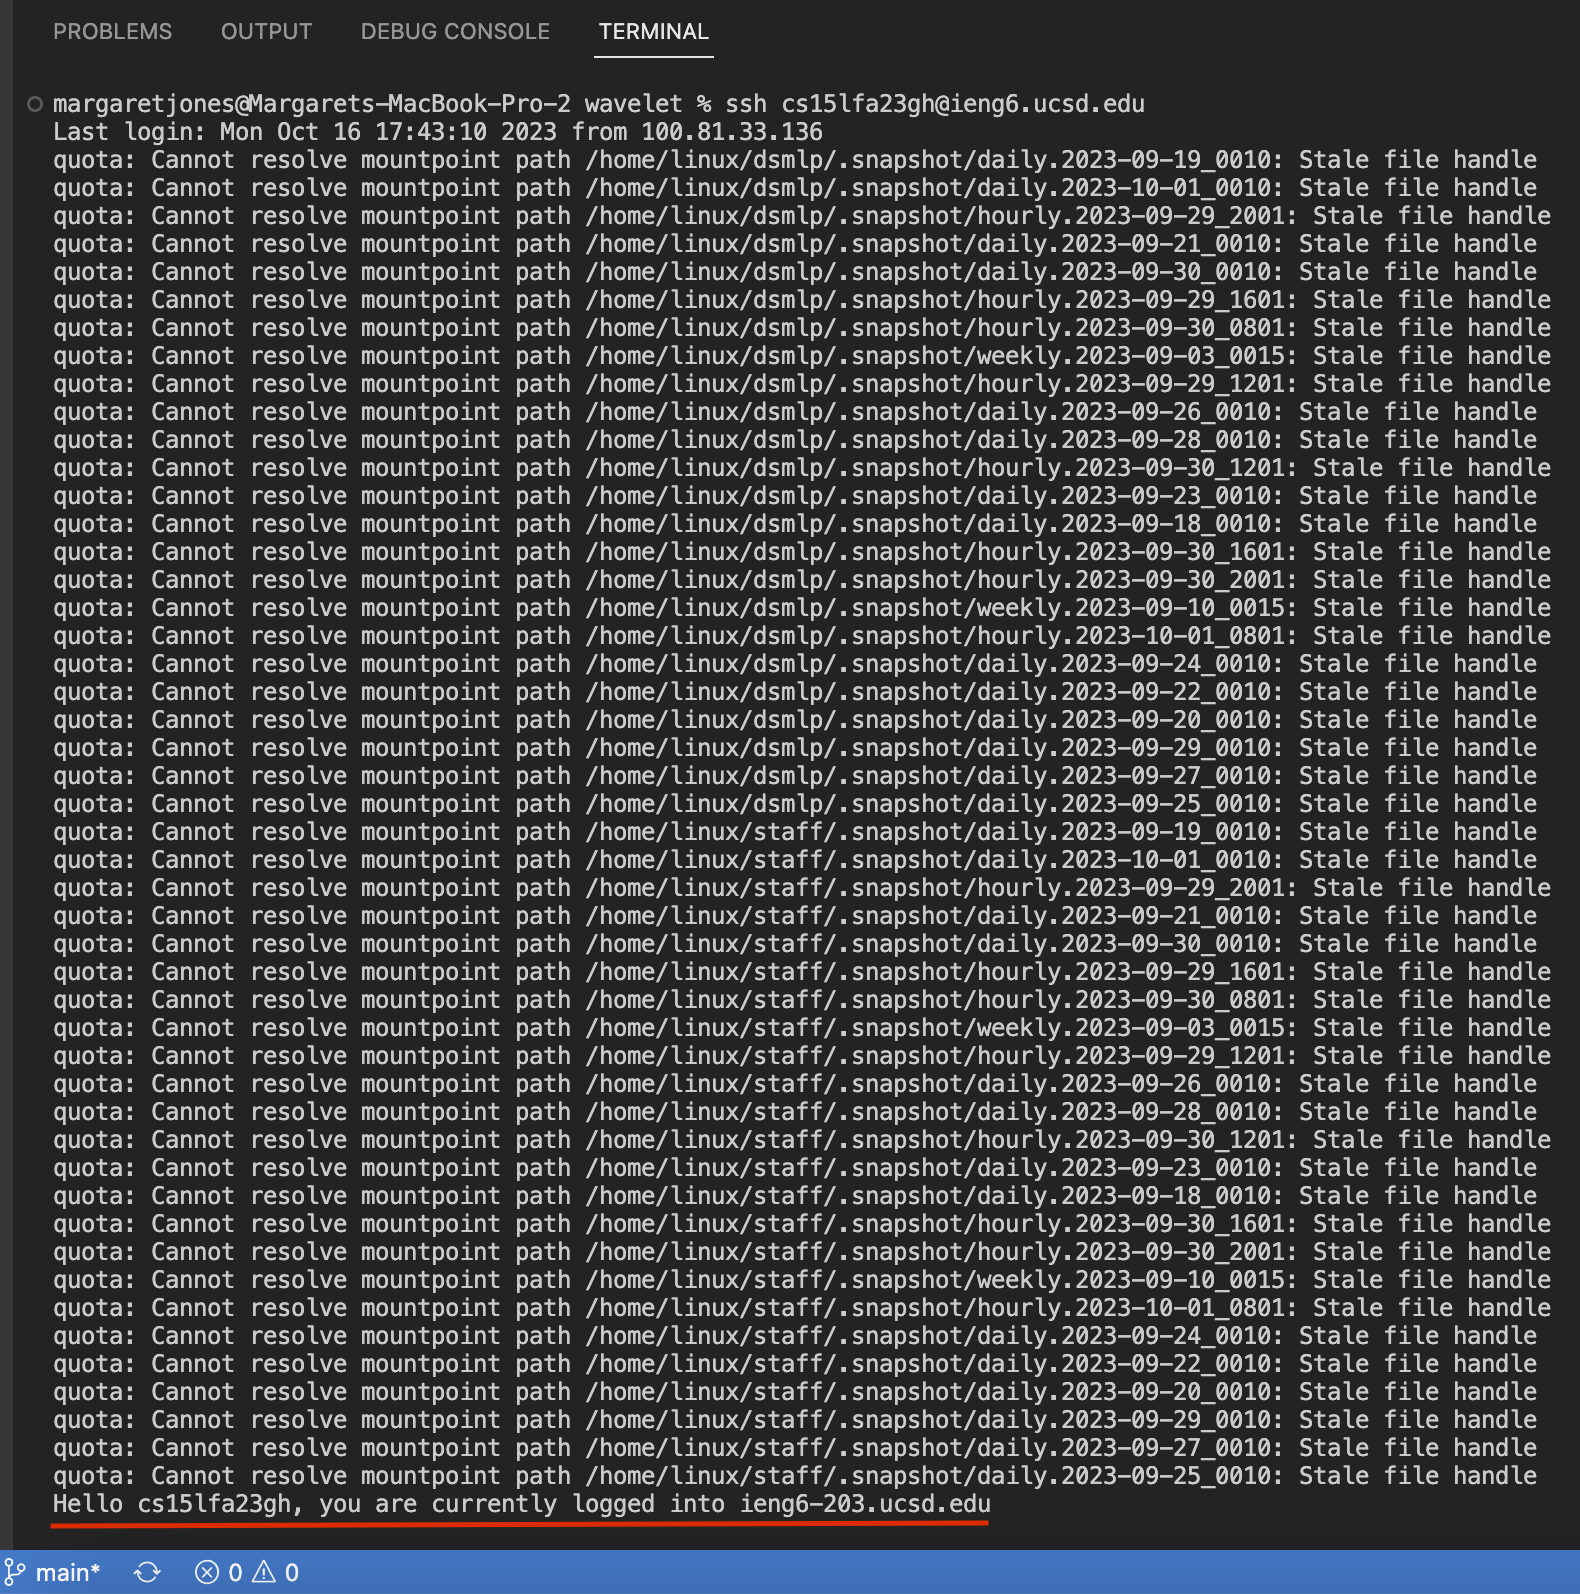 PROBLEMS OUTPUT DEBUG CONSOLE TERMINAL
margaretjones@Margarets-MacBook-Pro-2 wavelet % ssh cs15lfa23gh@ieng6.ucsd.edu
Last login: Mon Oct 16 17:43:10 2023 from 100.81.33.136
quota: Cannot resolve mountpoint path /home/linux/dsmlp/.snapshot/daily.2023-09-19_0010: Stale file handle
quota: Cannot resolve mountpoint path /home/linux/dsmlp/.snapshot/daily.2023-10-01_0010: Stale file handle
quota: Cannot resolve mountpoint path /home/linux/dsmlp/.snapshot/hourly.2023-09-29_2001: Stale file handle
quota: Cannot resolve mountpoint path /home/linux/dsmlp/.snapshot/daily.2023-09-21_0010: Stale file handle
quota: Cannot resolve mountpoint path /home/linux/dsmlp/.snapshot/daily.2023-09-30_0010: Stale file handle
quota: Cannot resolve mountpoint path /home/linux/dsmlp/.snapshot/hourly.2023-09-29_1601: Stale file handle
quota: Cannot resolve mountpoint path /home/linux/dsmlp/.snapshot/hourly.2023-09-30_0801: Stale file handle
quota: Cannot resolve mountpoint path /home/linux/dsmlp/.snapshot/weekly.2023-09-03_0015: Stale file handle
quota: Cannot resolve mountpoint path /home/linux/dsmlp/.snapshot/hourly.2023-09-29_1201: Stale file handle
quota: Cannot resolve mountpoint path /home/linux/dsmlp/.snapshot/daily.2023-09-26_0010: Stale file handle
quota: Cannot resolve mountpoint path /home/linux/dsmlp/.snapshot/daily.2023-09-28_0010: Stale file handle
quota: Cannot resolve mountpoint path /home/linux/dsmlp/.snapshot/hourly.2023-09-30_1201: Stale file handle
quota: Cannot resolve mountpoint path /home/linux/dsmlp/.snapshot/daily.2023-09-23_0010: Stale file handle
quota: Cannot resolve mountpoint path /home/linux/dsmlp/.snapshot/daily.2023-09-18_0010: Stale file handle
quota: Cannot resolve mountpoint path /home/linux/dsmlp/.snapshot/hourly.2023-09-30_1601: Stale file handle
quota: Cannot resolve mountpoint path /home/linux/dsmlp/.snapshot/hourly.2023-09-30_2001: Stale file handle
quota: Cannot resolve mountpoint path /home/linux/dsmlp/.snapshot/weekly.2023-09-10_0015: Stale file handle
quota: Cannot resolve mountpoint path /home/linux/dsmlp/.snapshot/hourly.2023-10-01_0801: Stale file handle
quota: Cannot resolve mountpoint path /home/linux/dsmlp/.snapshot/daily.2023-09-24_0010: Stale file handle
quota: Cannot resolve mountpoint path /home/linux/dsmlp/.snapshot/daily.2023-09-22_0010: Stale file handle
quota: Cannot resolve mountpoint path /home/linux/dsmlp/.snapshot/daily.2023-09-20_0010: Stale file handle
quota: Cannot resolve mountpoint path /home/linux/dsmlp/.snapshot/daily.2023-09-29_0010: Stale file handle
quota: Cannot resolve mountpoint path /home/linux/dsmlp/.snapshot/daily.2023-09-27_0010: Stale file handle
quota: Cannot resolve mountpoint path /home/linux/dsmlp/.snapshot/daily.2023-09-25_0010: Stale file handle
quota: Cannot resolve mountpoint path /home/linux/staff/.snapshot/daily.2023-09-19_0010: Stale file handle
quota: Cannot resolve mountpoint path /home/linux/staff/.snapshot/daily.2023-10-01_0010: Stale file handle
quota: Cannot resolve mountpoint path /home/linux/staff/.snapshot/hourly.2023-09-29_2001: Stale file handle
quota: Cannot resolve mountpoint path /home/linux/staff/.snapshot/daily.2023-09-21_0010: Stale file handle
quota: Cannot resolve mountpoint path /home/linux/staff/.snapshot/daily.2023-09-30_0010: Stale file handle
quota: Cannot resolve mountpoint path /home/linux/staff/.snapshot/hourly.2023-09-29_1601: Stale file handle
quota: Cannot resolve mountpoint path /home/linux/staff/.snapshot/hourly.2023-09-30_0801: Stale file handle
quota: Cannot resolve mountpoint path /home/linux/staff/.snapshot/weekly.2023-09-03_0015: Stale file handle
quota: Cannot resolve mountpoint path /home/linux/staff/.snapshot/hourly.2023-09-29_1201: Stale file handle
quota: Cannot resolve mountpoint path /home/linux/staff/.snapshot/daily.2023-09-26_0010: Stale file handle
quota: Cannot resolve mountpoint path /home/linux/staff/.snapshot/daily.2023-09-28_0010: Stale file handle
quota: Cannot resolve mountpoint path /home/linux/staff/.snapshot/hourly.2023-09-30_1201: Stale file handle
quota: Cannot resolve mountpoint path /home/linux/staff/.snapshot/daily.2023-09-23_0010: Stale file handle
quota: Cannot resolve mountpoint path /home/linux/staff/.snapshot/daily.2023-09-18_0010: Stale file handle
quota: Cannot resolve mountpoint path /home/linux/staff/.snapshot/hourly.2023-09-30_1601: Stale file handle
quota: Cannot resolve mountpoint path /home/linux/staff/.snapshot/hourly.2023-09-30_2001: Stale file handle
quota: Cannot resolve mountpoint path /home/linux/staff/.snapshot/weekly.2023-09-10_0015: Stale file handle
quota: Cannot resolve mountpoint path /home/linux/staff/.snapshot/hourly.2023-10-01_0801: Stale file handle
quota: Cannot resolve mountpoint path /home/linux/staff/.snapshot/daily.2023-09-24_0010: Stale file handle
quota: Cannot resolve mountpoint path /home/linux/staff/.snapshot/daily.2023-09-22_0010: Stale file handle
quota: Cannot resolve mountpoint path /home/linux/staff/.snapshot/daily.2023-09-20_0010: Stale file handle
quota: Cannot resolve mountpoint path /home/linux/staff/.snapshot/daily.2023-09-29_0010: Stale file handle
quota: Cannot resolve mountpoint path /home/linux/staff/.snapshot/daily.2023-09-27_0010: Stale file handle
quota: Cannot resolve mountpoint path /home/linux/staff/.snapshot/daily.2023-09-25_0010: Stale file handle
Hello cs15lfa23gh, you are currently logged into ieng6-203.ucsd.edu
main* 0 0